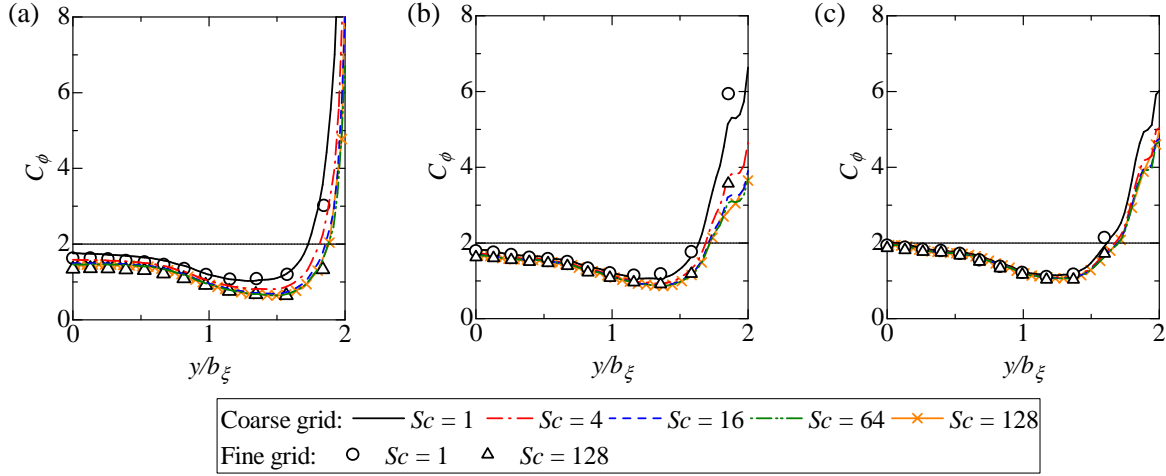 (a)
(b)
(c)
8
6
4
2
0
C_ϕ
0
1
2
y/b_ξ
8
6
4
2
0
C_ϕ
0
1
2
y/b_ξ
8
6
4
2
0
C_ϕ
0
1
2
y/b_ξ
Coarse grid: Sc = 1 Sc = 4 Sc = 16 Sc = 64 Sc = 128
Fine grid: Sc = 1 Sc = 128